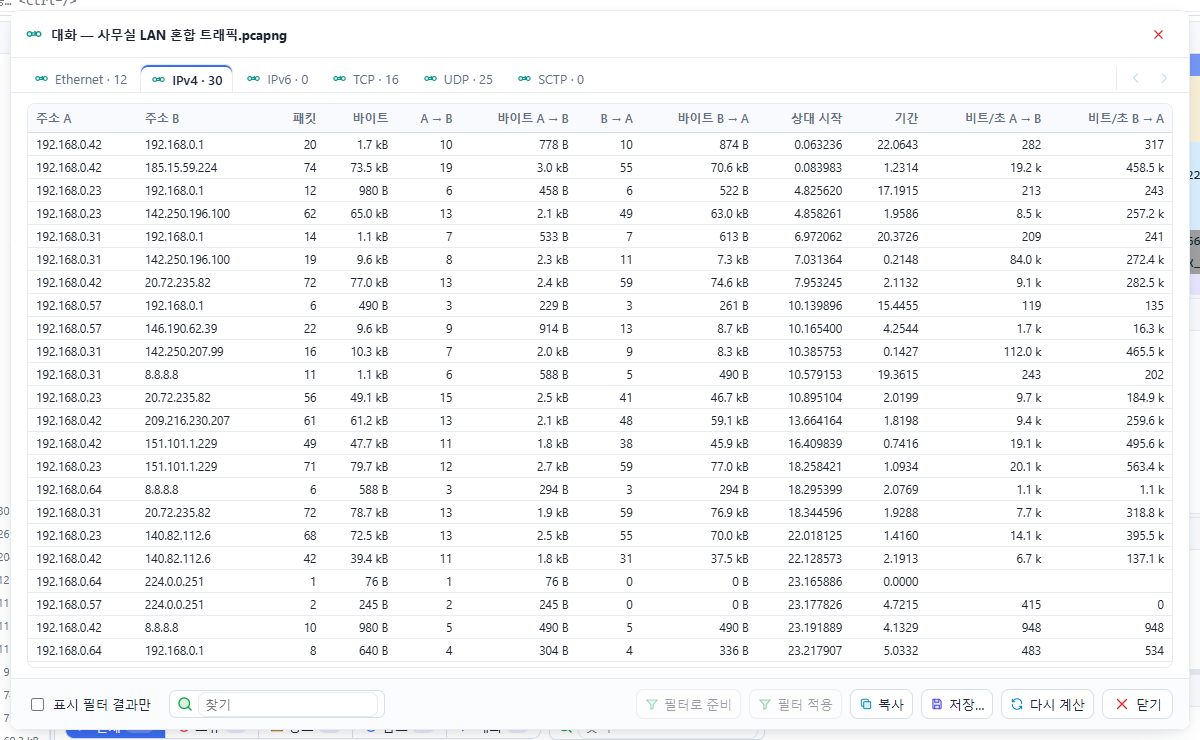 대화 — 사무실 LAN 혼합 트래픽.pcapng
Ethernet · 12 IPv4 · 30 IPv6 · 0 TCP · 16 UDP · 25 SCTP · 0
주소 A 주소 B 패킷 바이트 A → B 바이트 A → B B → A 바이트 B → A 상대 시작 기간 비트/초 A → B 비트/초 B → A
192.168.0.42 192.168.0.1 20 1.7 kB 10 778 B 10 874 B 0.063236 22.0643 282 317
192.168.0.42 185.15.59.224 74 73.5 kB 19 3.0 kB 55 70.6 kB 0.083983 1.2314 19.2 k 458.5 k
192.168.0.23 192.168.0.1 12 980 B 6 458 B 6 522 B 4.825620 17.1915 213 243
192.168.0.23 142.250.196.100 62 65.0 kB 13 2.1 kB 49 63.0 kB 4.858261 1.9586 8.5 k 257.2 k
192.168.0.31 192.168.0.1 14 1.1 kB 7 533 B 7 613 B 6.972062 20.3726 209 241
192.168.0.31 142.250.196.100 19 9.6 kB 8 2.3 kB 11 7.3 kB 7.031364 0.2148 84.0 k 272.4 k
192.168.0.42 20.72.235.82 72 77.0 kB 13 2.4 kB 59 74.6 kB 7.953245 2.1132 9.1 k 282.5 k
192.168.0.57 192.168.0.1 6 490 B 3 229 B 3 261 B 10.139896 15.4455 119 135
192.168.0.57 146.190.62.39 22 9.6 kB 9 914 B 13 8.7 kB 10.165400 4.2544 1.7 k 16.3 k
192.168.0.31 142.250.207.99 16 10.3 kB 7 2.0 kB 9 8.3 kB 10.385753 0.1427 112.0 k 465.5 k
192.168.0.31 8.8.8.8 11 1.1 kB 6 588 B 5 490 B 10.579153 19.3615 243 202
192.168.0.23 20.72.235.82 56 49.1 kB 15 2.5 kB 41 46.7 kB 10.895104 2.0199 9.7 k 184.9 k
192.168.0.42 209.216.230.207 61 61.2 kB 13 2.1 kB 48 59.1 kB 13.664164 1.8198 9.4 k 259.6 k
192.168.0.42 151.101.1.229 49 47.7 kB 11 1.8 kB 38 45.9 kB 16.409839 0.7416 19.1 k 495.6 k
192.168.0.23 151.101.1.229 71 79.7 kB 12 2.7 kB 59 77.0 kB 18.258421 1.0934 20.1 k 563.4 k
192.168.0.64 8.8.8.8 6 588 B 3 294 B 3 294 B 18.295399 2.0769 1.1 k 1.1 k
192.168.0.31 20.72.235.82 72 78.7 kB 13 1.9 kB 59 76.9 kB 18.344596 1.9288 7.7 k 318.8 k
192.168.0.23 140.82.112.6 68 72.5 kB 13 2.5 kB 55 70.0 kB 22.018125 1.4160 14.1 k 395.5 k
192.168.0.42 140.82.112.6 42 39.4 kB 11 1.8 kB 31 37.5 kB 22.128573 2.1913 6.7 k 137.1 k
192.168.0.64 224.0.0.251 1 76 B 1 76 B 0 0 B 23.165886 0.0000
192.168.0.57 224.0.0.251 2 245 B 2 245 B 0 0 B 23.177826 4.7215 415 0
192.168.0.42 8.8.8.8 10 980 B 5 490 B 5 490 B 23.191889 4.1329 948 948
192.168.0.64 192.168.0.1 8 640 B 4 304 B 4 336 B 23.217907 5.0332 483 534
표시 필터 결과만 찾기 필터로 준비 필터 적용 복사 저장... 다시 계산 닫기